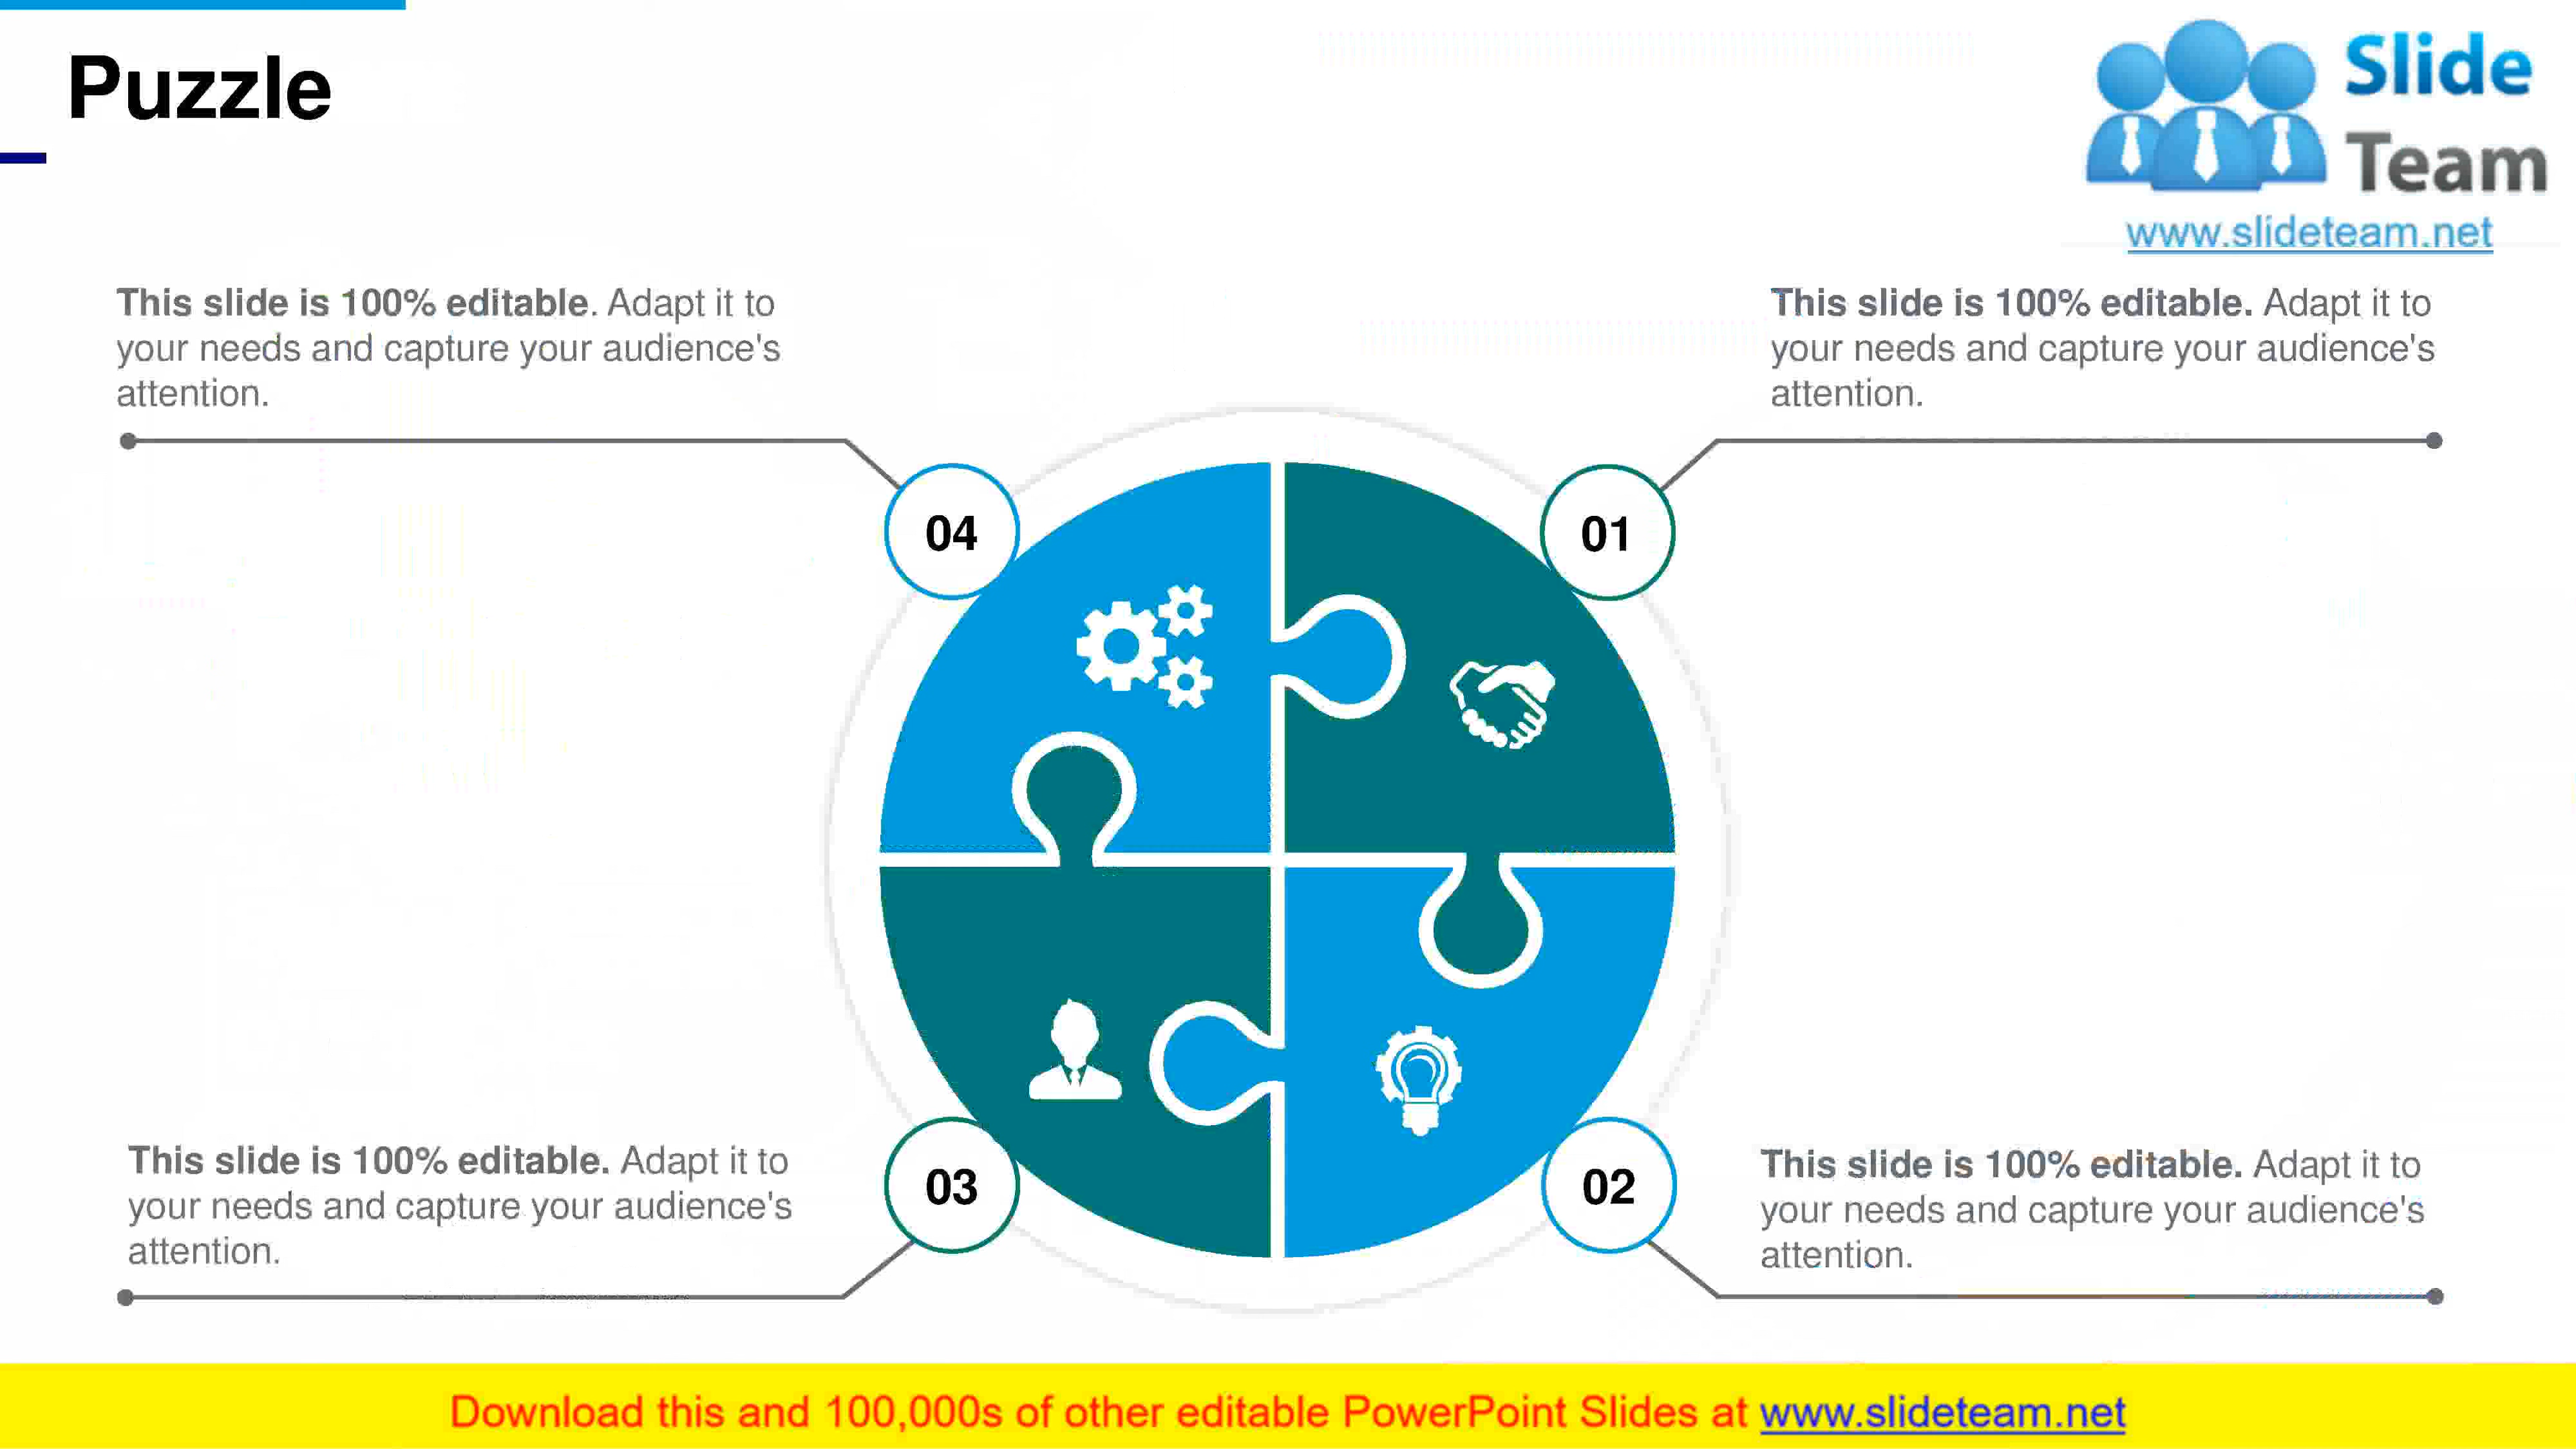 Puzzle
Slide
Team
www.slideteam.net
This slide is 100% editable. Adapt it to
your needs and capture your audience's
attention.
This slide is 100% editable. Adapt it to
your needs and capture your audience's
attention.
04
01
03
02
This slide is 100% editable. Adapt it to
your needs and capture your audience's
attention.
This slide is 100% editable. Adapt it to
your needs and capture your audience's
attention.
Download this and 100,000s of other editable PowerPoint Slides at www.slideteam.net